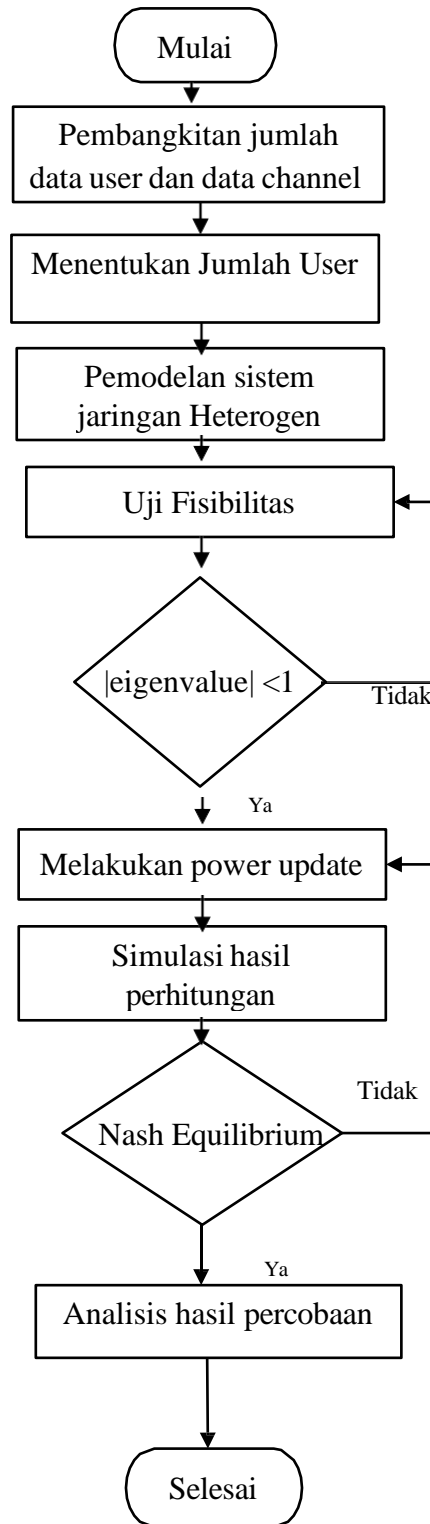 Mulai
Pembangkitan jumlah
data user dan data channel
Menentukan Jumlah User
Pemodelan sistem
jaringan Heterogen
Uji Fisibilitas
|eigenvalue| <1
Tidak
Ya
Melakukan power update
Simulasi hasil
perhitungan
Tidak
Nash Equilibrium
Ya
Analisis hasil percobaan
Selesai